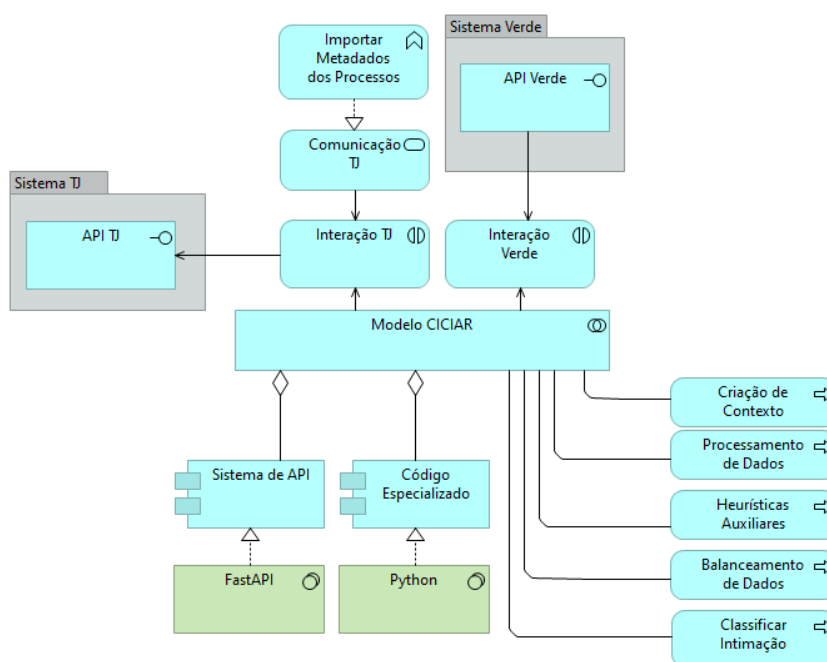 Importar
Metadados
dos Processos
Sistema Verde
API Verde
Comunicação
TJ
Sistema TJ
API TJ
Interação TJ
Interação
Verde
Modelo CICIAR
Criação de
Contexto
Processamento
de Dados
Sistema de API
Código
Especializado
Heurísticas
Auxiliares
FastAPI
Python
Balanceamento
de Dados
Classificar
Intimação